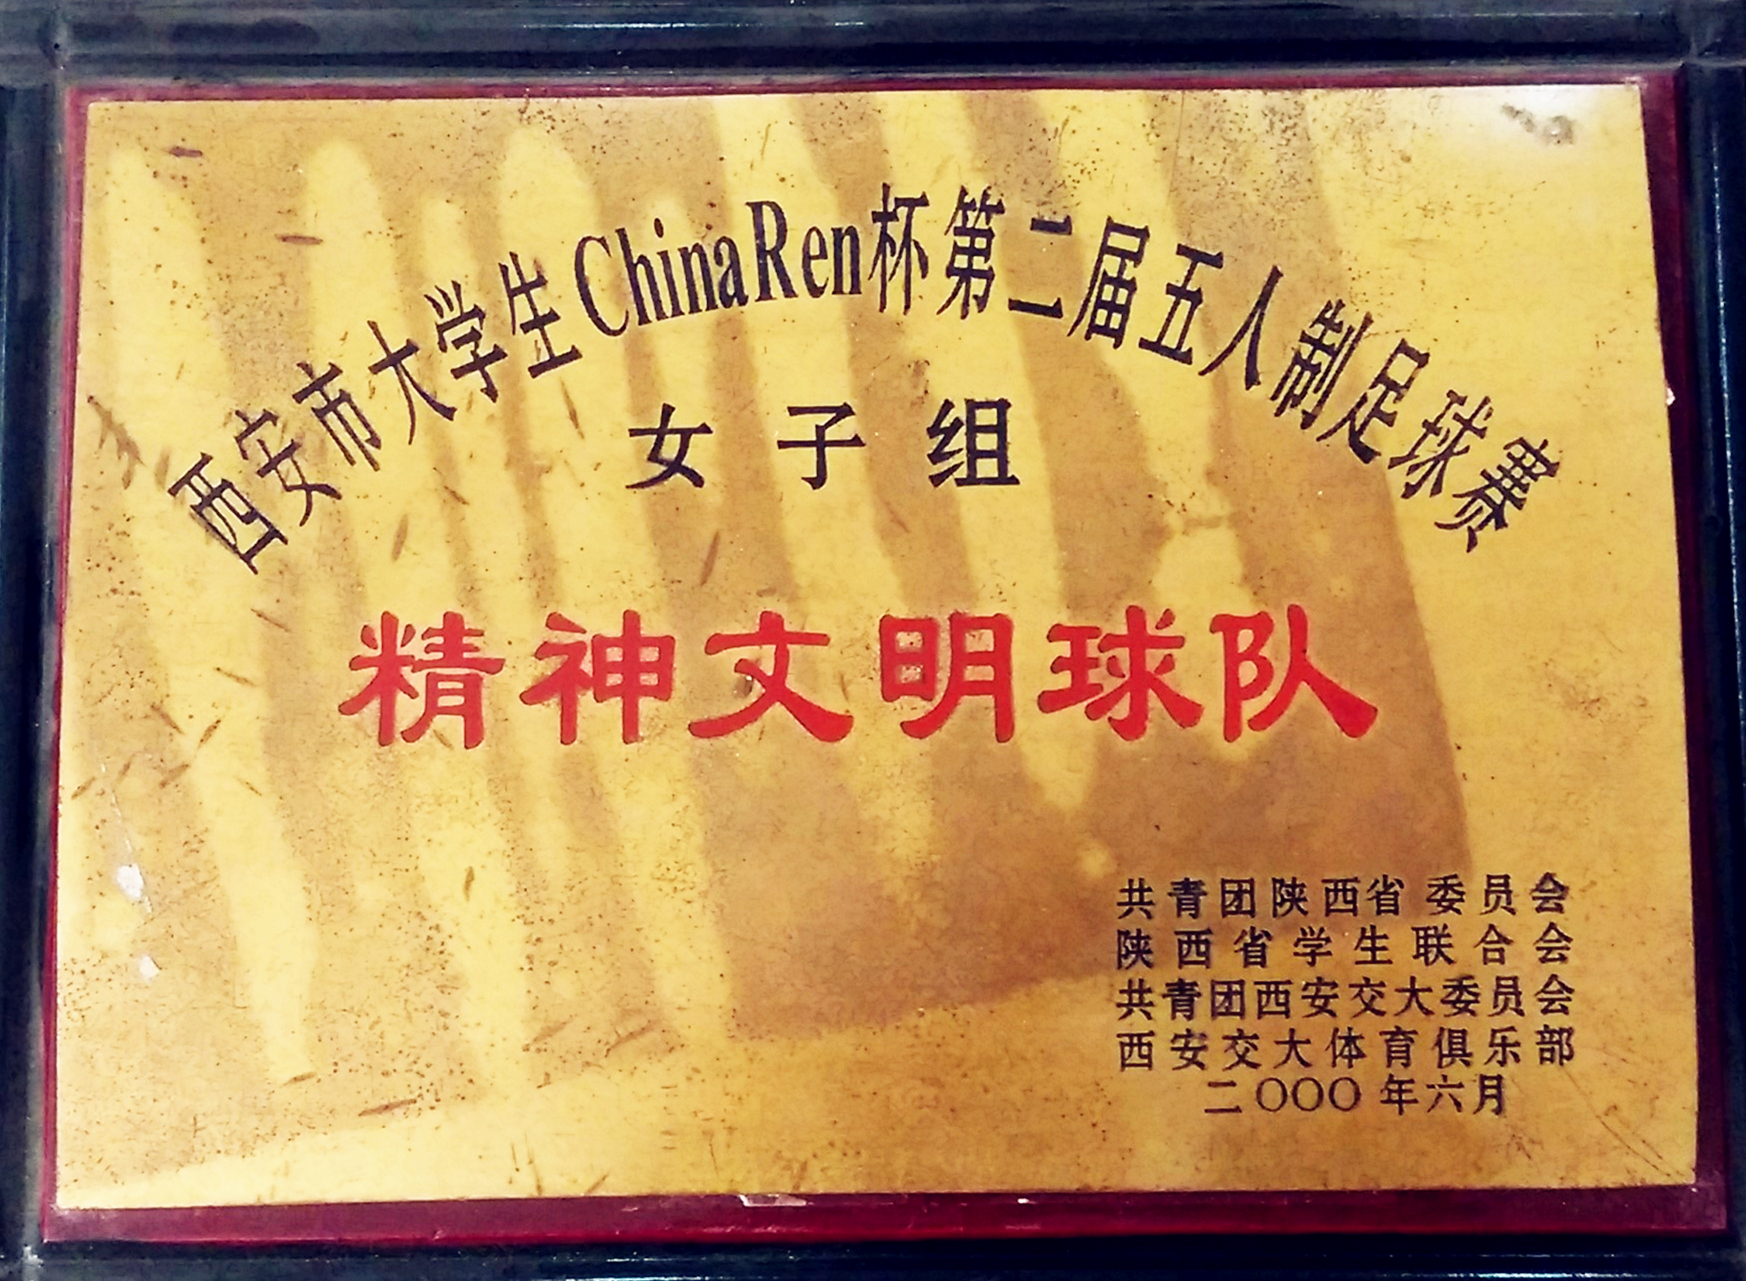 西安市大学生ChinaRen杯第二届五人制足球赛
女子组
精神文明球队
共青团陕西省委员会
陕西省学生联合会
共青团西安交大委员会
西安交大体育俱乐部
二〇〇〇年六月